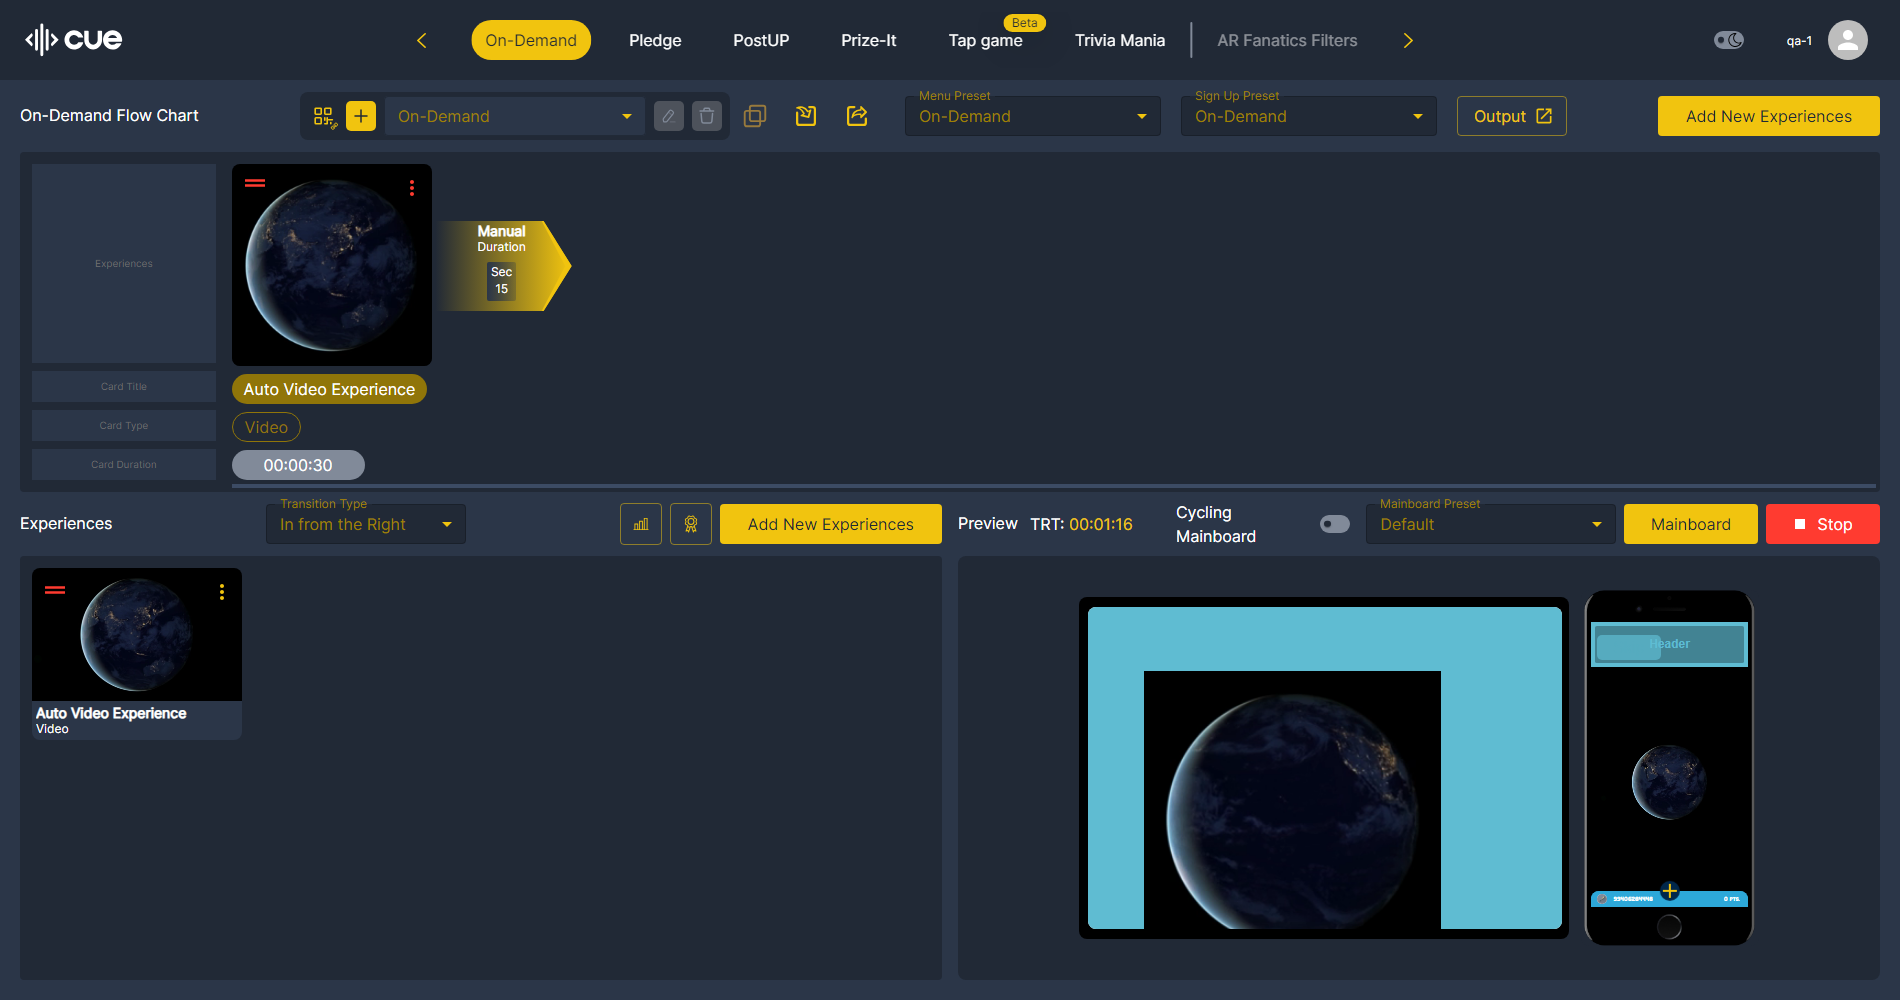 cue
On-Demand
Pledge
PostUP
Prize-It
Tap game
Beta
Trivia Mania
AR Fanatics Filters
qa-1
On-Demand Flow Chart
On-Demand
Menu Preset
On-Demand
Sign Up Preset
On-Demand
Output
Add New Experiences
Experiences
Manual
Duration
Sec
15
Card Title
Auto Video Experience
Card Type
Video
Card Duration
00:00:30
Experiences
Transition Type
In from the Right
Add New Experiences
Preview
TRT: 00:01:16
Cycling
Mainboard
Mainboard Preset
Default
Mainboard
Stop
Auto Video Experience
Video
Header
0 PTS.